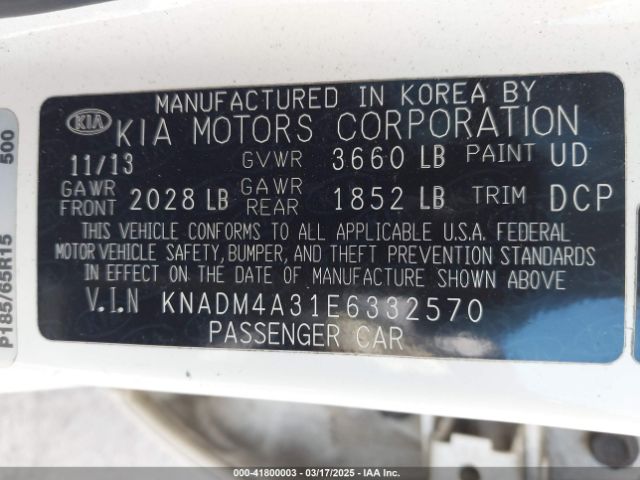 MANUFACTURED IN KOREA BY
KIA KIA MOTORS CORPORATION
11/13 GVWR 3660 LB PAINT UD
GAWR FRONT 2028 LB GAWR REAR 1852 LB TRIM DCP
THIS VEHICLE CONFORMS TO ALL APPLICABLE U.S.A. FEDERAL
MOTOR VEHICLE SAFETY, BUMPER, AND THEFT PREVENTION STANDARDS
IN EFFECT ON THE DATE OF MANUFACTURE SHOWN ABOVE
V.I.N KNADM4A31E6332570
PASSENGER CAR
P185/65R15 500
000-41800003 - 03/17/2025 - IAA Inc.